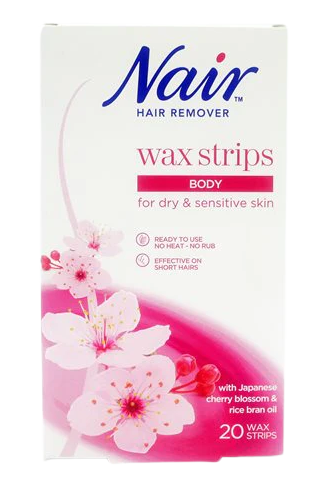 Nair™
HAIR REMOVER
wax strips
BODY
for dry & sensitive skin
READY TO USE
NO HEAT - NO RUB
EFFECTIVE ON
SHORT HAIRS
with Japanese
cherry blossom &
rice bran oil
20 WAX
STRIPS